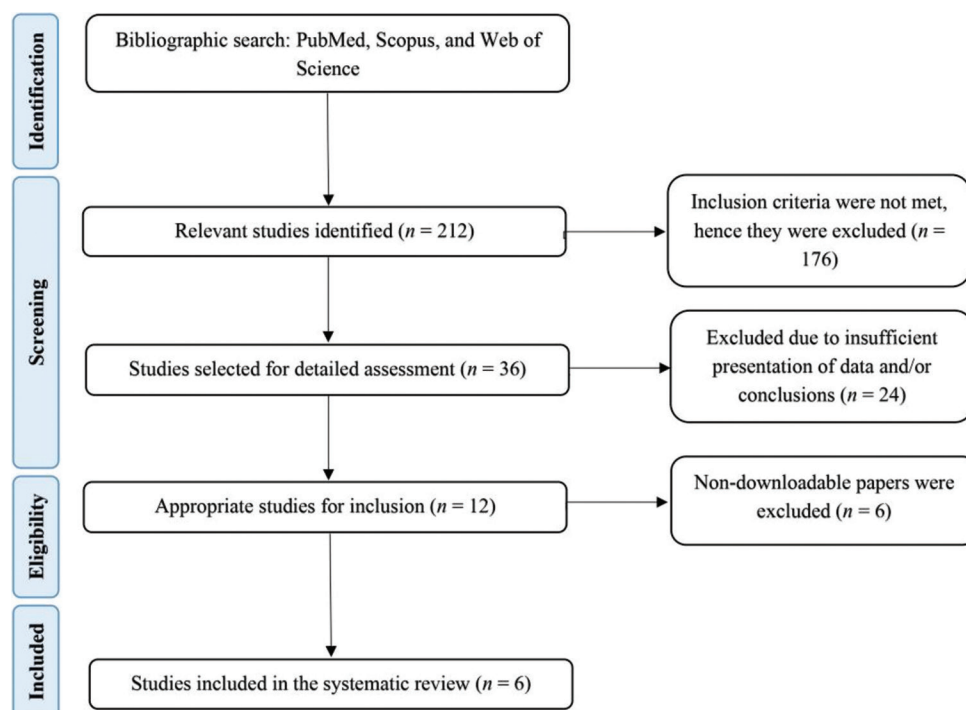 Identification
Bibliographic search: PubMed, Scopus, and Web of
Science
Screening
Relevant studies identified (n = 212)
Inclusion criteria were not met,
hence they were excluded (n =
176)
Studies selected for detailed assessment (n = 36)
Excluded due to insufficient
presentation of data and/or
conclusions (n = 24)
Eligibility
Appropriate studies for inclusion (n = 12)
Non-downloadable papers were
excluded (n = 6)
Included
Studies included in the systematic review (n = 6)